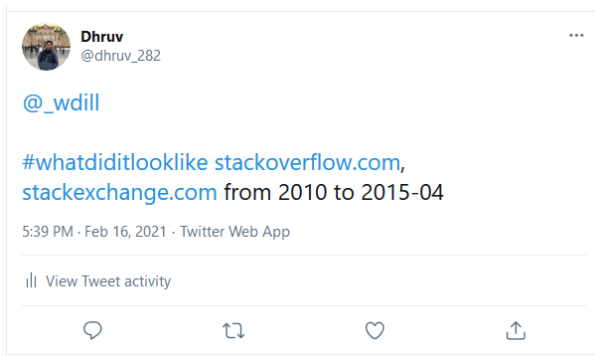 Dhruv
@dhruv_282
@_wdill
#whatdiditlooklike stackoverflow.com,
stackexchange.com from 2010 to 2015-04
5:39 PM · Feb 16, 2021 · Twitter Web App
View Tweet activity